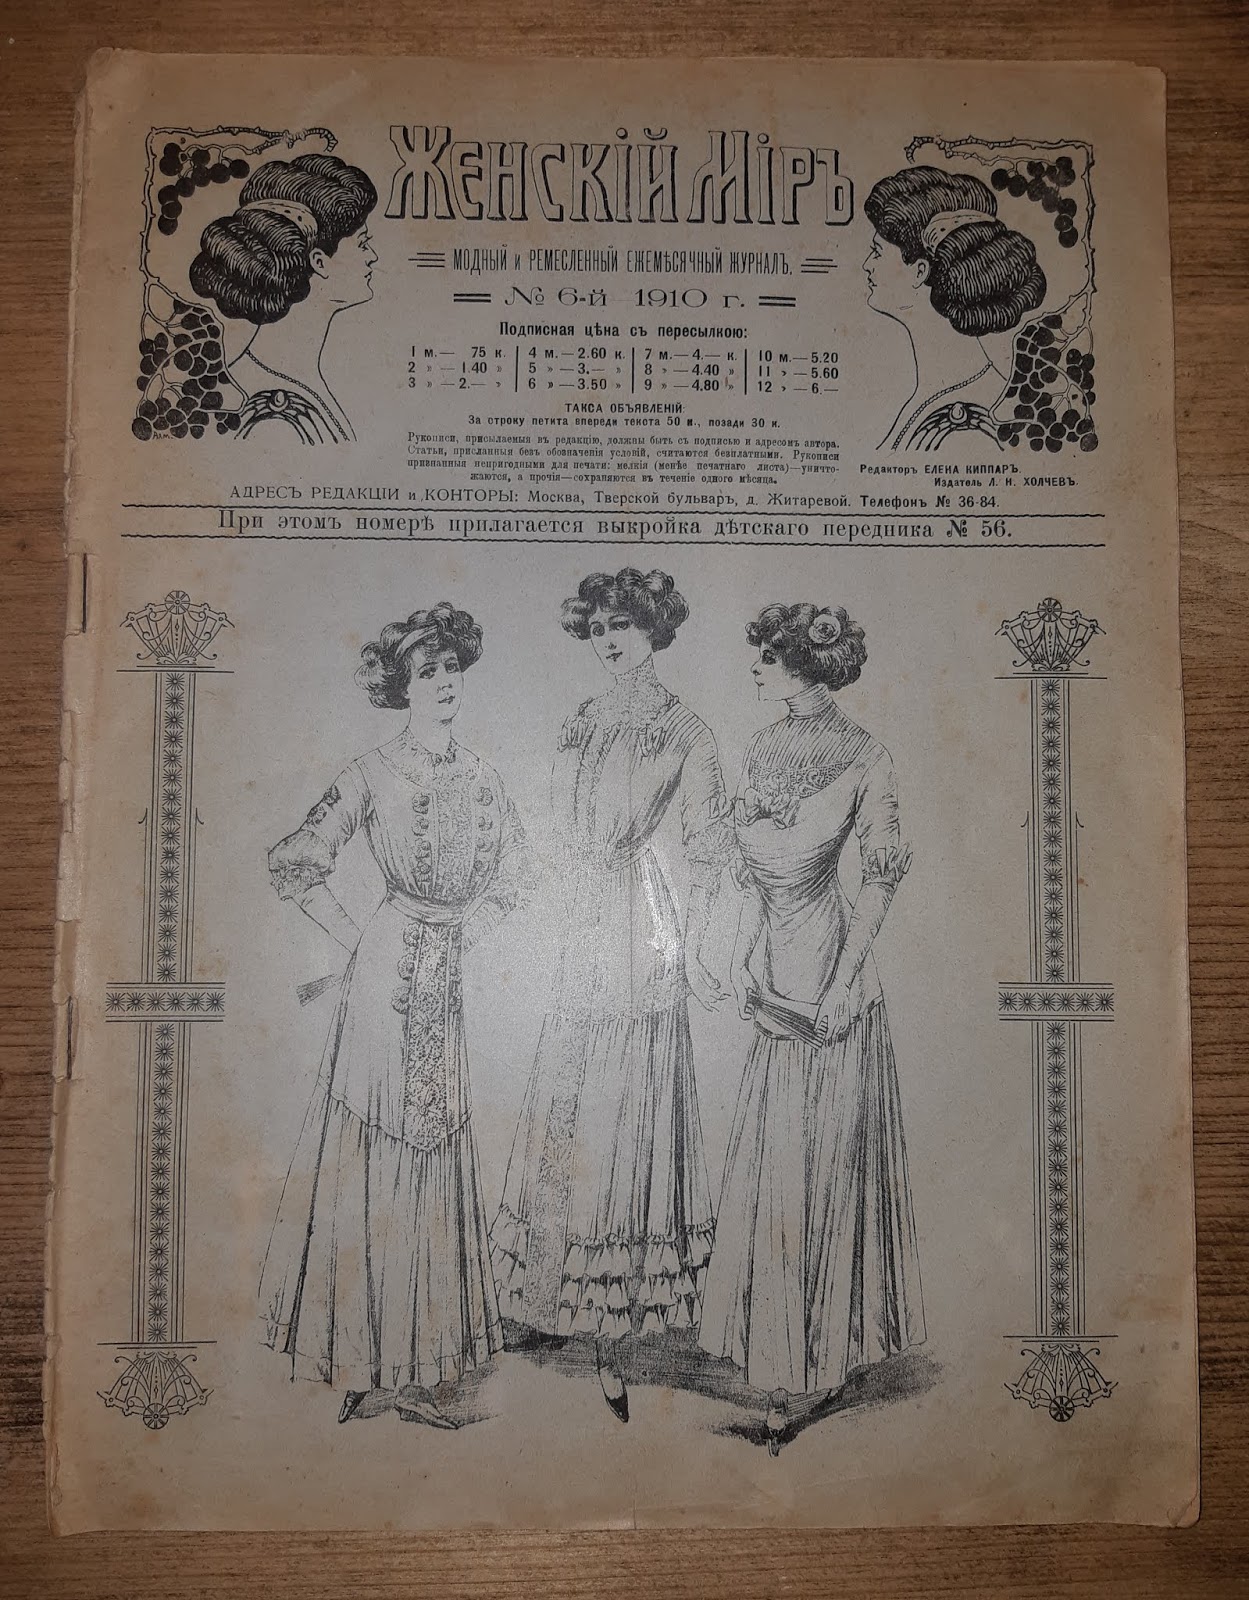 Женскій Міръ
МОДНЫЙ и РЕМЕСЛЕННЫЙ ЕЖЕМѢСЯЧНЫЙ ЖУРНАЛЪ.
№ 6-й 1910 г.
Подписная цѣна съ пересылкою:
1 м.— 75 к. 4 м.—2.60 к. 7 м.—4.— к. 10 м.—5.20
2 » —1.40 » 5 » —3.— » 8 » —4.40 » 11 » —5.60
3 » —2.— » 6 » —3.50 » 9 » —4.80 » 12 » —6.—
ТАКСА ОБЪЯВЛЕНІЙ:
За строку петита впереди текста 50 к., позади 30 к.
Рукописи, присылаемыя въ редакцію, должны быть съ подписью и адресомъ автора.
Статьи, присланныя безъ обозначенія условій, считаются безплатными. Рукописи
признанныя непригодными для печати: мелкія (менѣе печатнаго листа)—уничто-
жаются, а прочія—сохраняются въ теченіе одного мѣсяца.
Редакторъ ЕЛЕНА КИППАРЪ.
Издатель Л. Н. ХОЛЧЕВЪ.
АДРЕСЪ РЕДАКЦІИ и КОНТОРЫ: Москва, Тверской бульваръ, д. Житаревой. Телефонъ № 36-84.
При этомъ номерѣ прилагается выкройка дѣтскаго передника № 56.